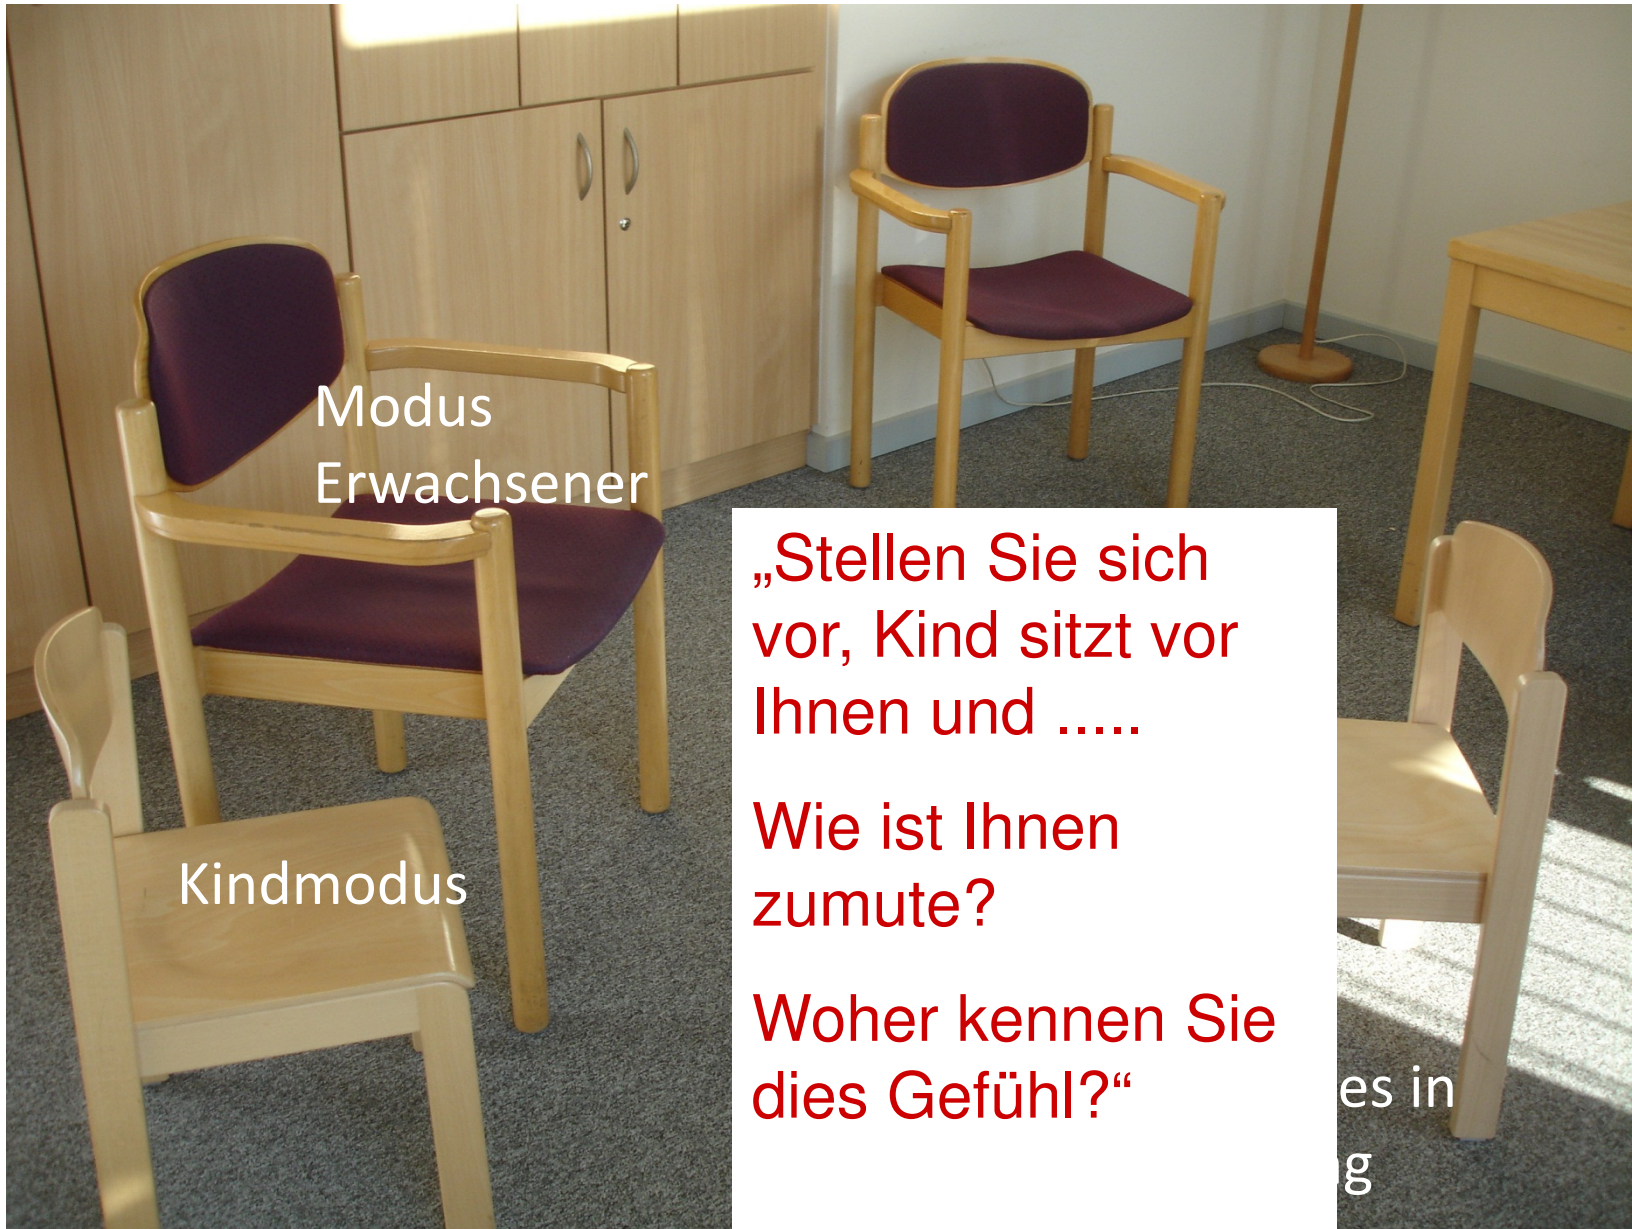 Modus
Erwachsener
Kindmodus
„Stellen Sie sich
vor, Kind sitzt vor
Ihnen und .....
Wie ist Ihnen
zumute?
Woher kennen Sie
dies Gefühl?“
es in